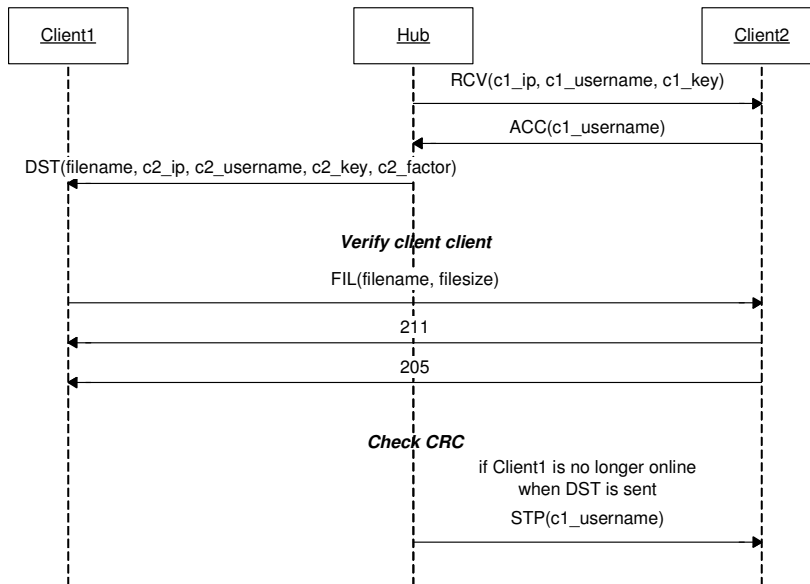 Client1
Hub
Client2
RCV(c1_ip, c1_username, c1_key)
ACC(c1_username)
DST(filename, c2_ip, c2_username, c2_key, c2_factor)
Verify client client
FIL(filename, filesize)
211
205
Check CRC
if Client1 is no longer online
when DST is sent
STP(c1_username)